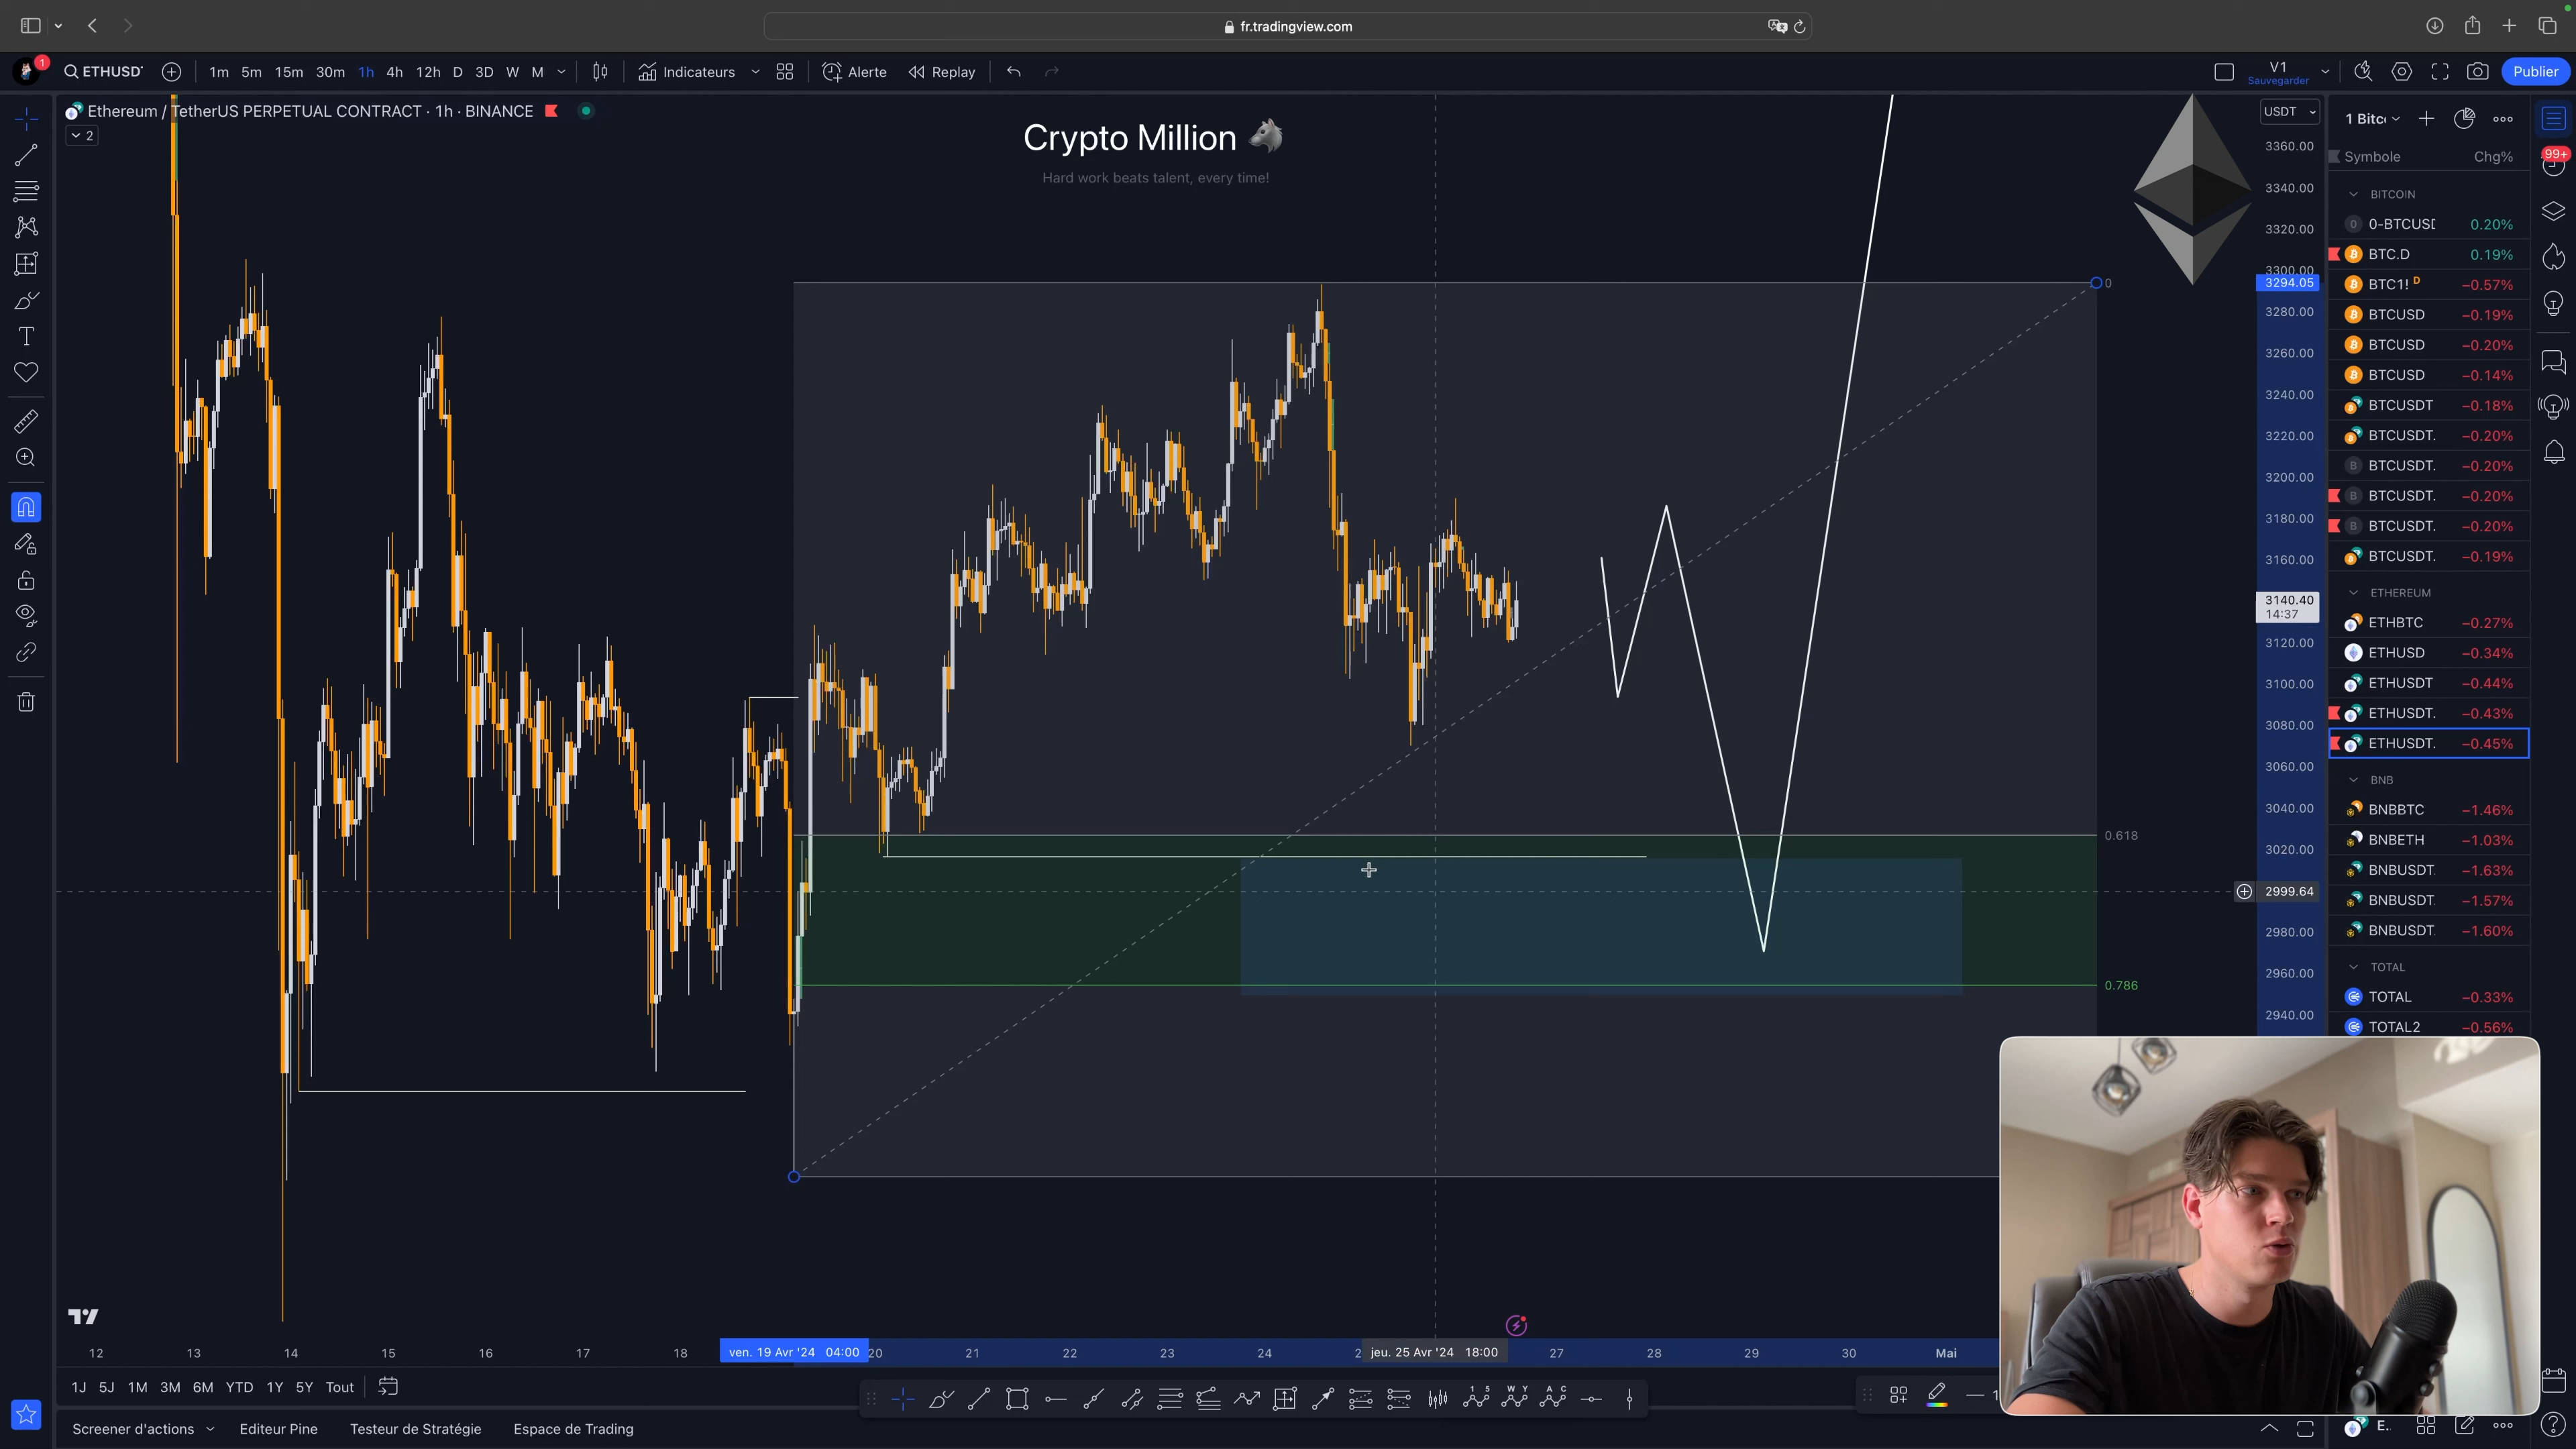 fr.tradingview.com
1
ETHUSD
1m 5m 15m 30m 1h 4h 12h D 3D W M
Indicateurs
Alerte
Replay
V1
Sauvegarder
Publier
Ethereum / TetherUS PERPETUAL CONTRACT · 1h · BINANCE
2
Crypto Million
Hard work beats talent, every time!
USDT
3360.00
3340.00
3320.00
3300.00
3294.05
3280.00
3260.00
3240.00
3220.00
3200.00
3180.00
3160.00
3140.40
14:37
3120.00
3100.00
3080.00
3060.00
3040.00
3020.00
2999.64
2980.00
2960.00
2940.00
0
0.618
0.786
1 Bitc
99+
Symbole Chg%
BITCOIN
0-BTCUSD 0.20%
BTC.D 0.19%
BTC1! D −0.57%
BTCUSD −0.19%
BTCUSD −0.20%
BTCUSD −0.14%
BTCUSDT −0.18%
BTCUSDT. −0.20%
BTCUSDT. −0.20%
BTCUSDT. −0.20%
BTCUSDT. −0.20%
BTCUSDT. −0.19%
ETHEREUM
ETHBTC −0.27%
ETHUSD −0.34%
ETHUSDT −0.44%
ETHUSDT. −0.43%
ETHUSDT. −0.45%
BNB
BNBBTC −1.46%
BNBETH −1.03%
BNBUSDT −1.63%
BNBUSDT −1.57%
BNBUSDT −1.60%
TOTAL
TOTAL −0.33%
TOTAL2 −0.56%
12 13 14 15 16 17 18 ven. 19 Avr '24 04:00 20 21 22 23 24 2 jeu. 25 Avr '24 18:00 27 28 29 30 Mai
1J 5J 1M 3M 6M YTD 1Y 5Y Tout
Screener d'actions
Editeur Pine
Testeur de Stratégie
Espace de Trading
E.